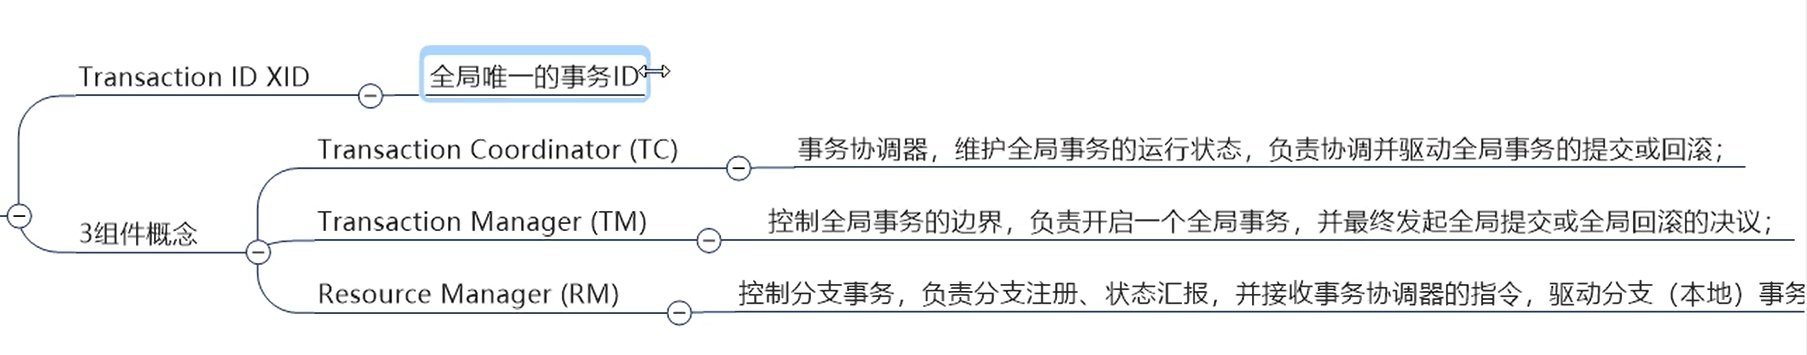 Transaction ID XID
全局唯一的事务ID
Transaction Coordinator (TC)
事务协调器，维护全局事务的运行状态，负责协调并驱动全局事务的提交或回滚；
3组件概念
Transaction Manager (TM)
控制全局事务的边界，负责开启一个全局事务，并最终发起全局提交或全局回滚的决议；
Resource Manager (RM)
控制分支事务，负责分支注册、状态汇报，并接收事务协调器的指令，驱动分支（本地）事务